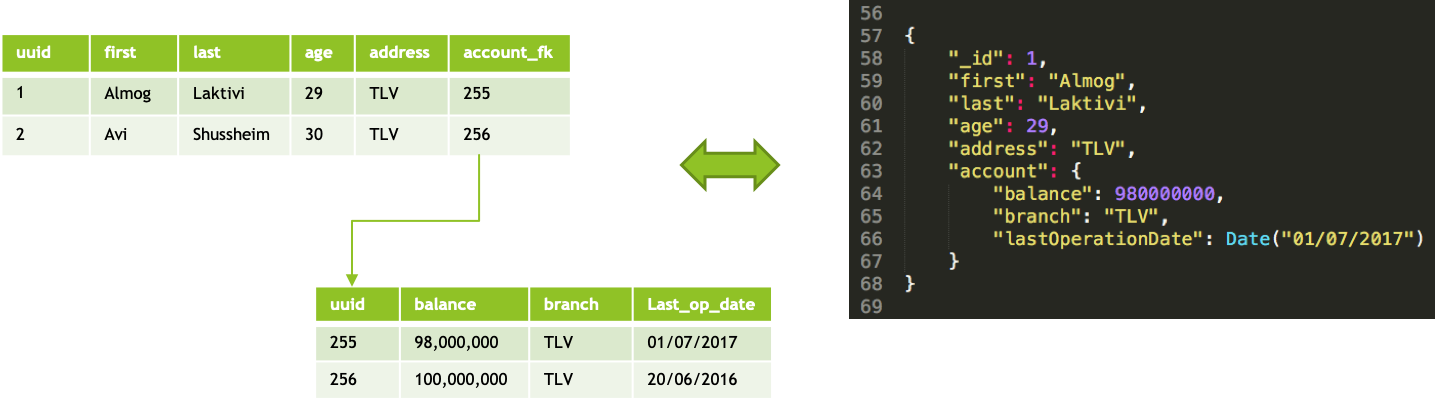 uuid first last age address account_fk
1 Almog Laktivi 29 TLV 255
2 Avi Shussheim 30 TLV 256
uuid balance branch Last_op_date
255 98,000,000 TLV 01/07/2017
256 100,000,000 TLV 20/06/2016
56
57 {
58 "_id": 1,
59 "first": "Almog",
60 "last": "Laktivi",
61 "age": 29,
62 "address": "TLV",
63 "account": {
64 "balance": 980000000,
65 "branch": "TLV",
66 "lastOperationDate": Date("01/07/2017")
67 }
68 }
69